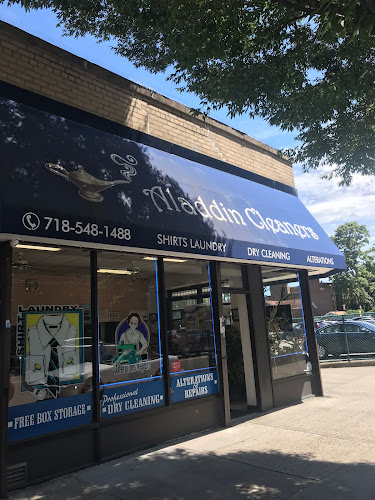 Aladdin Cleaners
718-548-1488 SHIRTS LAUNDRY DRY CLEANING ALTERATIONS
SHIRT LAUNDRY
FREE BOX STORAGE
Professional
DRY CLEANING
ALTERATIONS
& REPAIRS